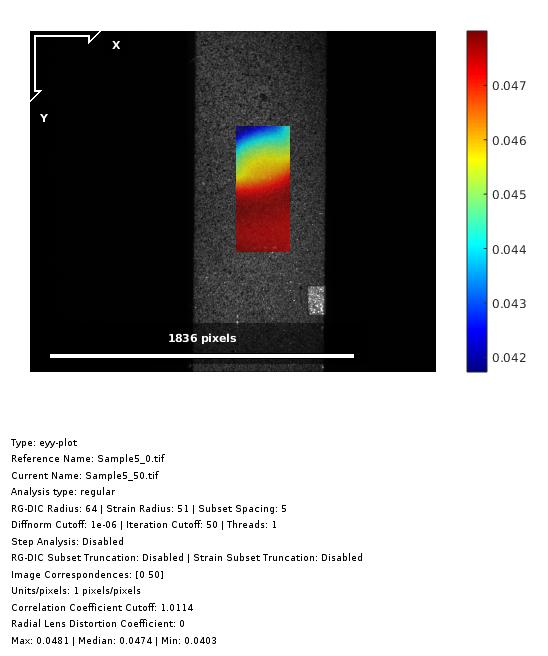 X
Y
1836 pixels
0.047
0.046
0.045
0.044
0.043
0.042
Type: eyy-plot
Reference Name: Sample5_0.tif
Current Name: Sample5_50.tif
Analysis type: regular
RG-DIC Radius: 64 | Strain Radius: 51 | Subset Spacing: 5
Diffnorm Cutoff: 1e-06 | Iteration Cutoff: 50 | Threads: 1
Step Analysis: Disabled
RG-DIC Subset Truncation: Disabled | Strain Subset Truncation: Disabled
Image Correspondences: [0 50]
Units/pixels: 1 pixels/pixels
Correlation Coefficient Cutoff: 1.0114
Radial Lens Distortion Coefficient: 0
Max: 0.0481 | Median: 0.0474 | Min: 0.0403